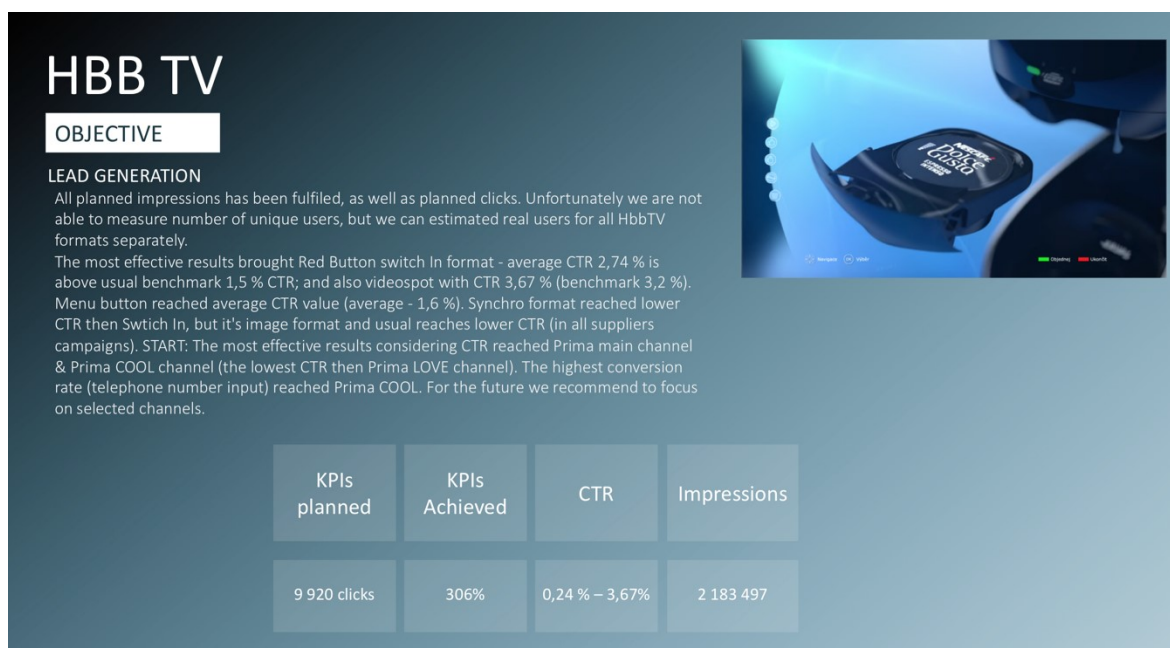 HBB TV
OBJECTIVE
LEAD GENERATION
All planned impressions has been fulfiled, as well as planned clicks. Unfortunately we are not
able to measure number of unique users, but we can estimated real users for all HbbTV
formats separately.
The most effective results brought Red Button switch In format - average CTR 2,74 % is
above usual benchmark 1,5 % CTR; and also videospot with CTR 3,67 % (benchmark 3,2 %).
Menu button reached average CTR value (average - 1,6 %). Synchro format reached lower
CTR then Swtich In, but it's image format and usual reaches lower CTR (in all suppliers
campaigns). START: The most effective results considering CTR reached Prima main channel
& Prima COOL channel (the lowest CTR then Prima LOVE channel). The highest conversion
rate (telephone number input) reached Prima COOL. For the future we recommend to focus
on selected channels.
NESCAFÉ
Dolce
Gusto
ESPRESSO
INTENSO
Navigace
Objednej
Ukončit
KPIs
planned
KPIs
Achieved
CTR
Impressions
9 920 clicks
306%
0,24 % – 3,67%
2 183 497